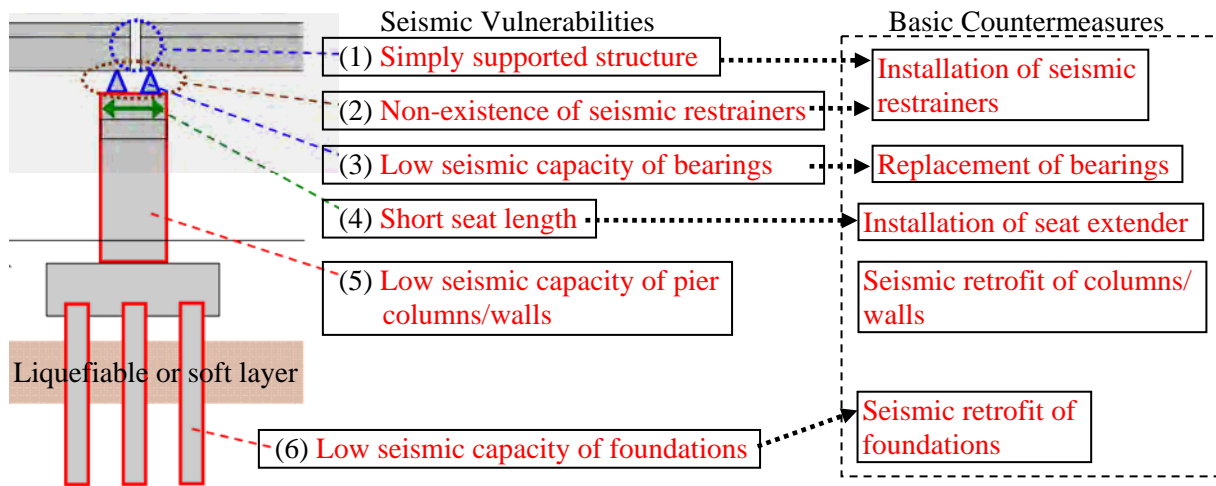 Seismic Vulnerabilities
Basic Countermeasures
(1) Simply supported structure
Installation of seismic
restrainers
(2) Non-existence of seismic restrainers
(3) Low seismic capacity of bearings
Replacement of bearings
(4) Short seat length
Installation of seat extender
(5) Low seismic capacity of pier
columns/walls
Seismic retrofit of columns/
walls
Liquefiable or soft layer
(6) Low seismic capacity of foundations
Seismic retrofit of
foundations